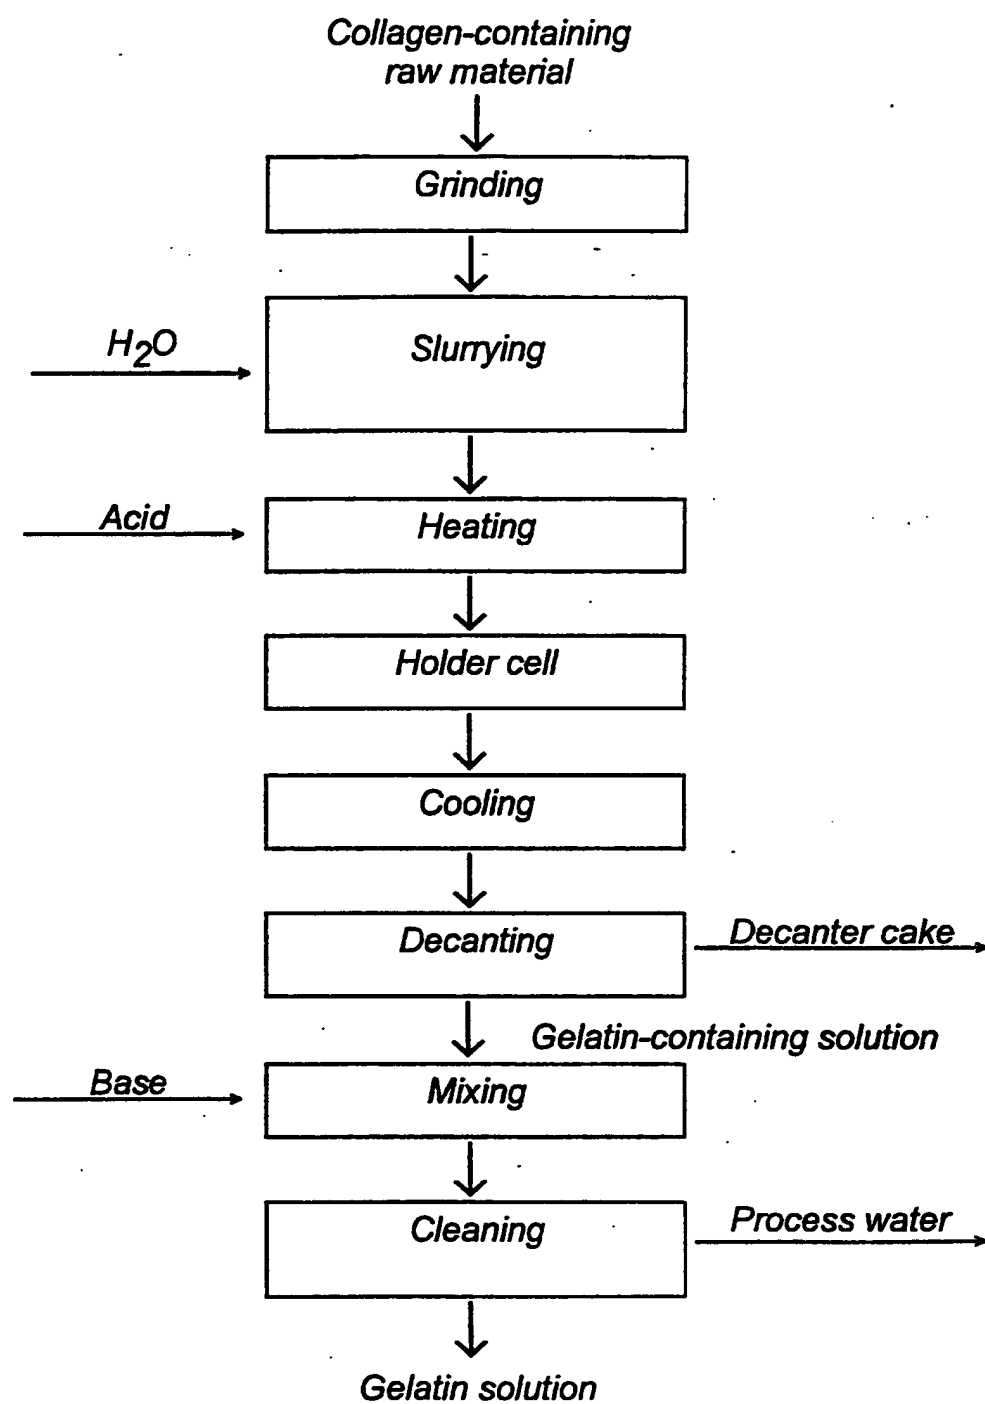 Collagen-containing
raw material
Grinding
H₂O
Slurrying
Acid
Heating
Holder cell
Cooling
Decanting
Decanter cake
Gelatin-containing solution
Base
Mixing
Cleaning
Process water
Gelatin solution